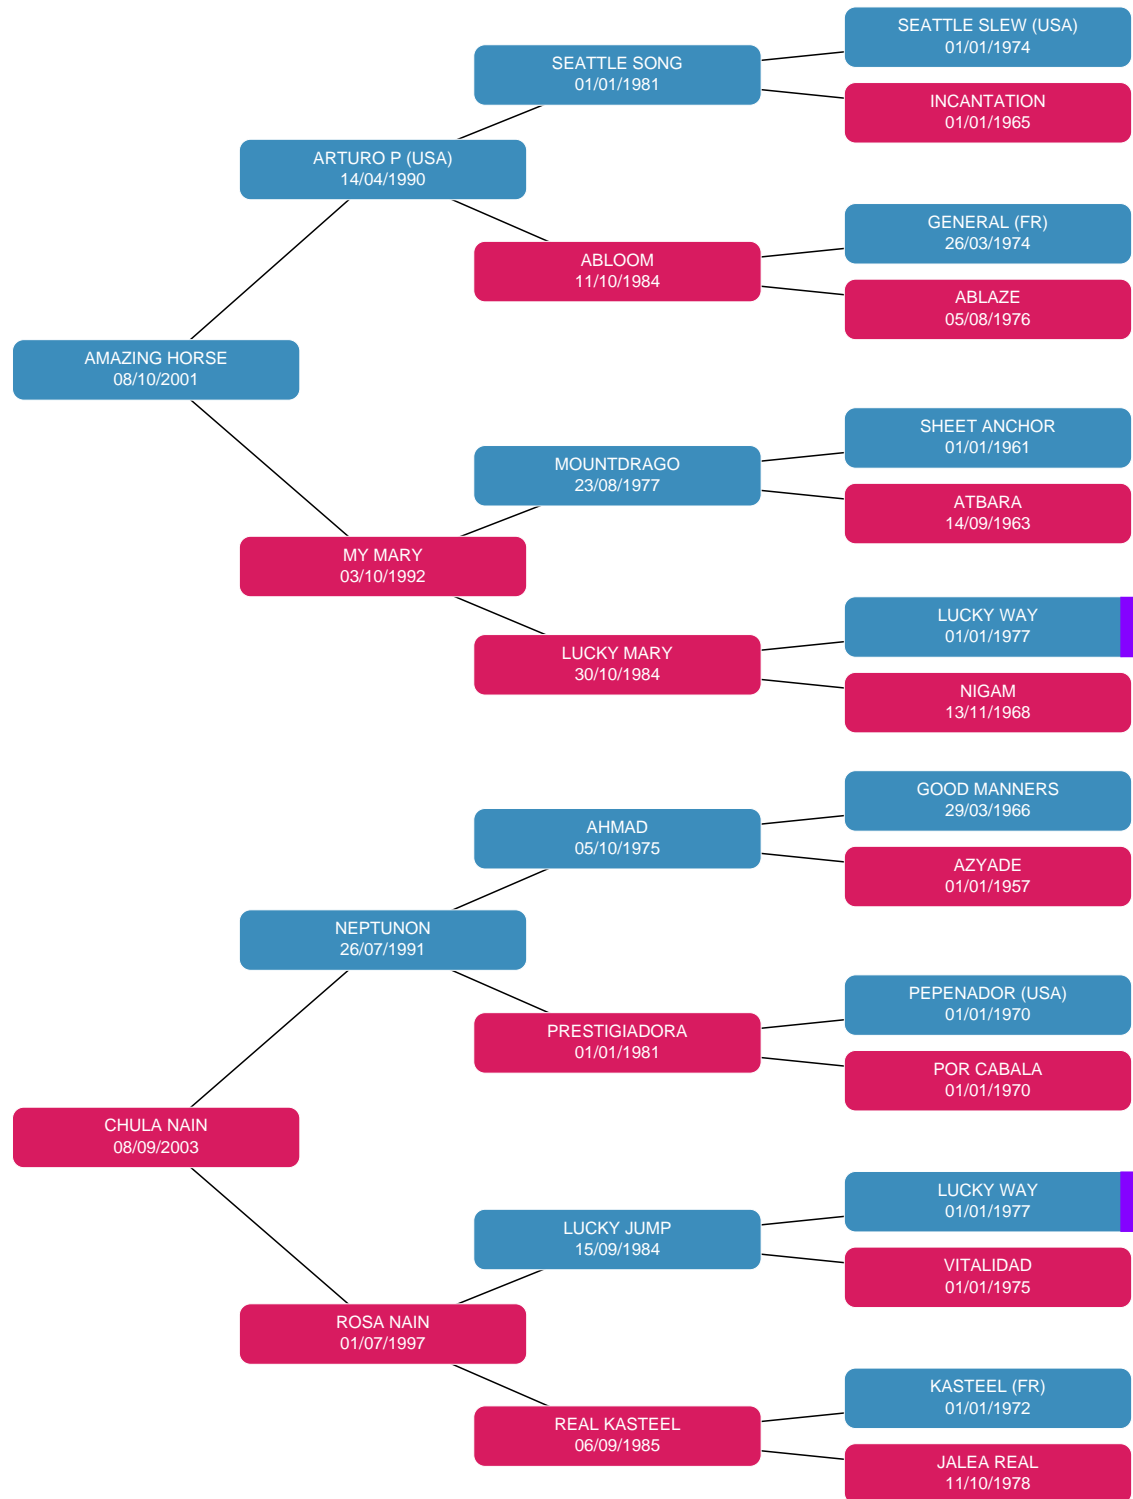 SEATTLE SLEW (USA)
01/01/1974
SEATTLE SONG
01/01/1981
INCANTATION
01/01/1965
ARTURO P (USA)
14/04/1990
GENERAL (FR)
26/03/1974
ABLOOM
11/10/1984
ABLAZE
05/08/1976
AMAZING HORSE
08/10/2001
SHEET ANCHOR
01/01/1961
MOUNTDRAGO
23/08/1977
ATBARA
14/09/1963
MY MARY
03/10/1992
LUCKY WAY
01/01/1977
LUCKY MARY
30/10/1984
NIGAM
13/11/1968
GOOD MANNERS
29/03/1966
AHMAD
05/10/1975
AZYADE
01/01/1957
NEPTUNON
26/07/1991
PEPENADOR (USA)
01/01/1970
PRESTIGIADORA
01/01/1981
POR CABALA
01/01/1970
CHULA NAIN
08/09/2003
LUCKY WAY
01/01/1977
LUCKY JUMP
15/09/1984
VITALIDAD
01/01/1975
ROSA NAIN
01/07/1997
KASTEEL (FR)
01/01/1972
REAL KASTEEL
06/09/1985
JALEA REAL
11/10/1978